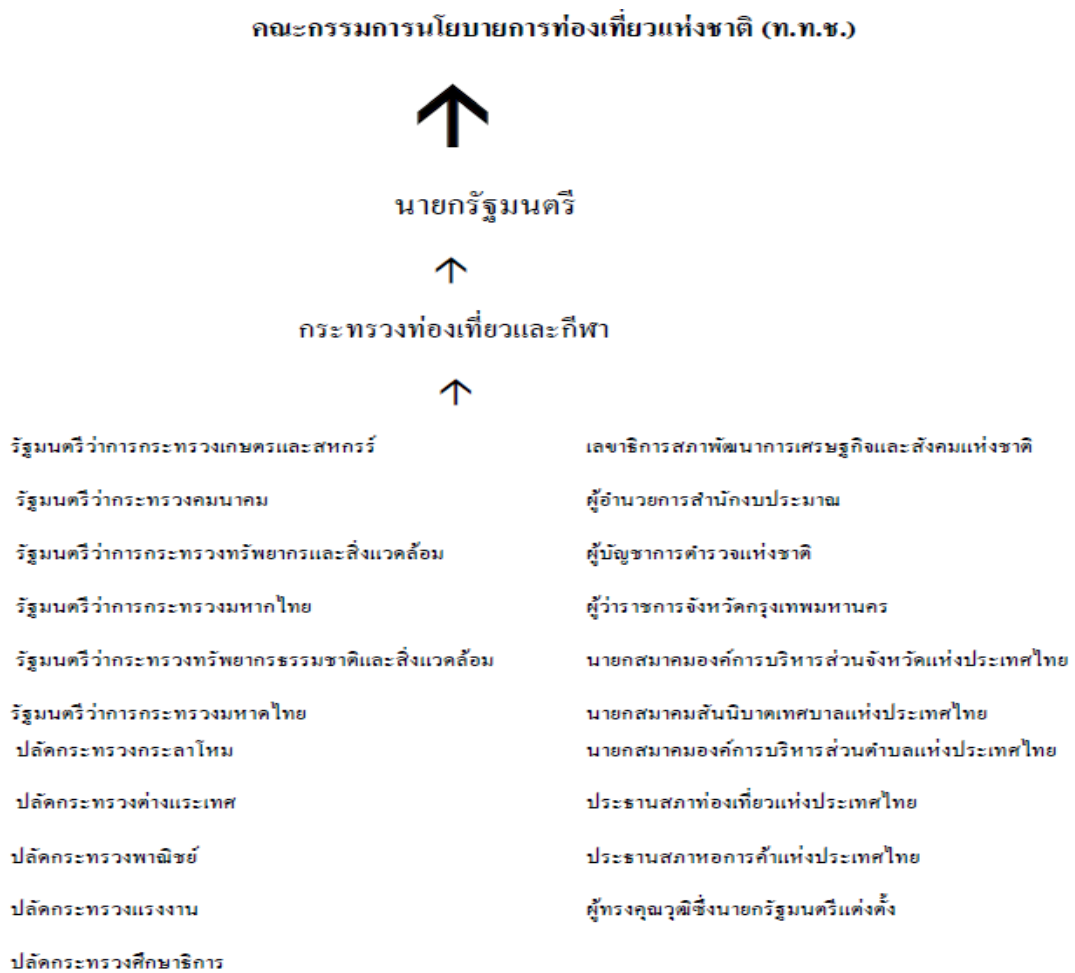 คณะกรรมการนโยบายการท่องเที่ยวแห่งชาติ (ท.ท.ช.)
นายกรัฐมนตรี
กระทรวงท่องเที่ยวและกีฬา
รัฐมนตรีว่าการกระทรวงเกษตรและสหกรร์
รัฐมนตรีว่ากระทรวงคมนาคม
รัฐมนตรีว่าการกระทรวงทรัพยากรและสิ่งแวดล้อม
รัฐมนตรีว่าการกระทรวงมหากไทย
รัฐมนตรีว่ากระทรวงทรัพยากรธรรมชาติและสิ่งแวดล้อม
รัฐมนตรีว่าการกระทรวงมหาดไทย
ปลัดกระทรวงกระลาโหม
ปลัดกระทรวงต่างแระเทศ
ปลัดกระทรวงพาณิชย์
ปลัดกระทรวงแรงงาน
ปลัดกระทรวงศึกษาธิการ
เลขาธิการสภาพัฒนาการเศรษฐกิจและสังคมแห่งชาติ
ผู้อำนวยการสำนักงบประมาณ
ผู้บัญชาการตำรวจแห่งชาติ
ผู้ว่าราชการจังหวัดกรุงเทพมหานคร
นายกสมาคมองค์การบริหารส่วนจังหวัดแห่งประเทศไทย
นายกสมาคมสันนิบาตเทศบาลแห่งประเทศไทย
นายกสมาคมองค์การบริหารส่วนตำบลแห่งประเทศไทย
ประธานสภาท่องเที่ยวแห่งประเทศไทย
ประธานสภาหอการค้าแห่งประเทศไทย
ผู้ทรงคุณวุฒิซึ่งนายกรัฐมนตรีแต่งตั้ง